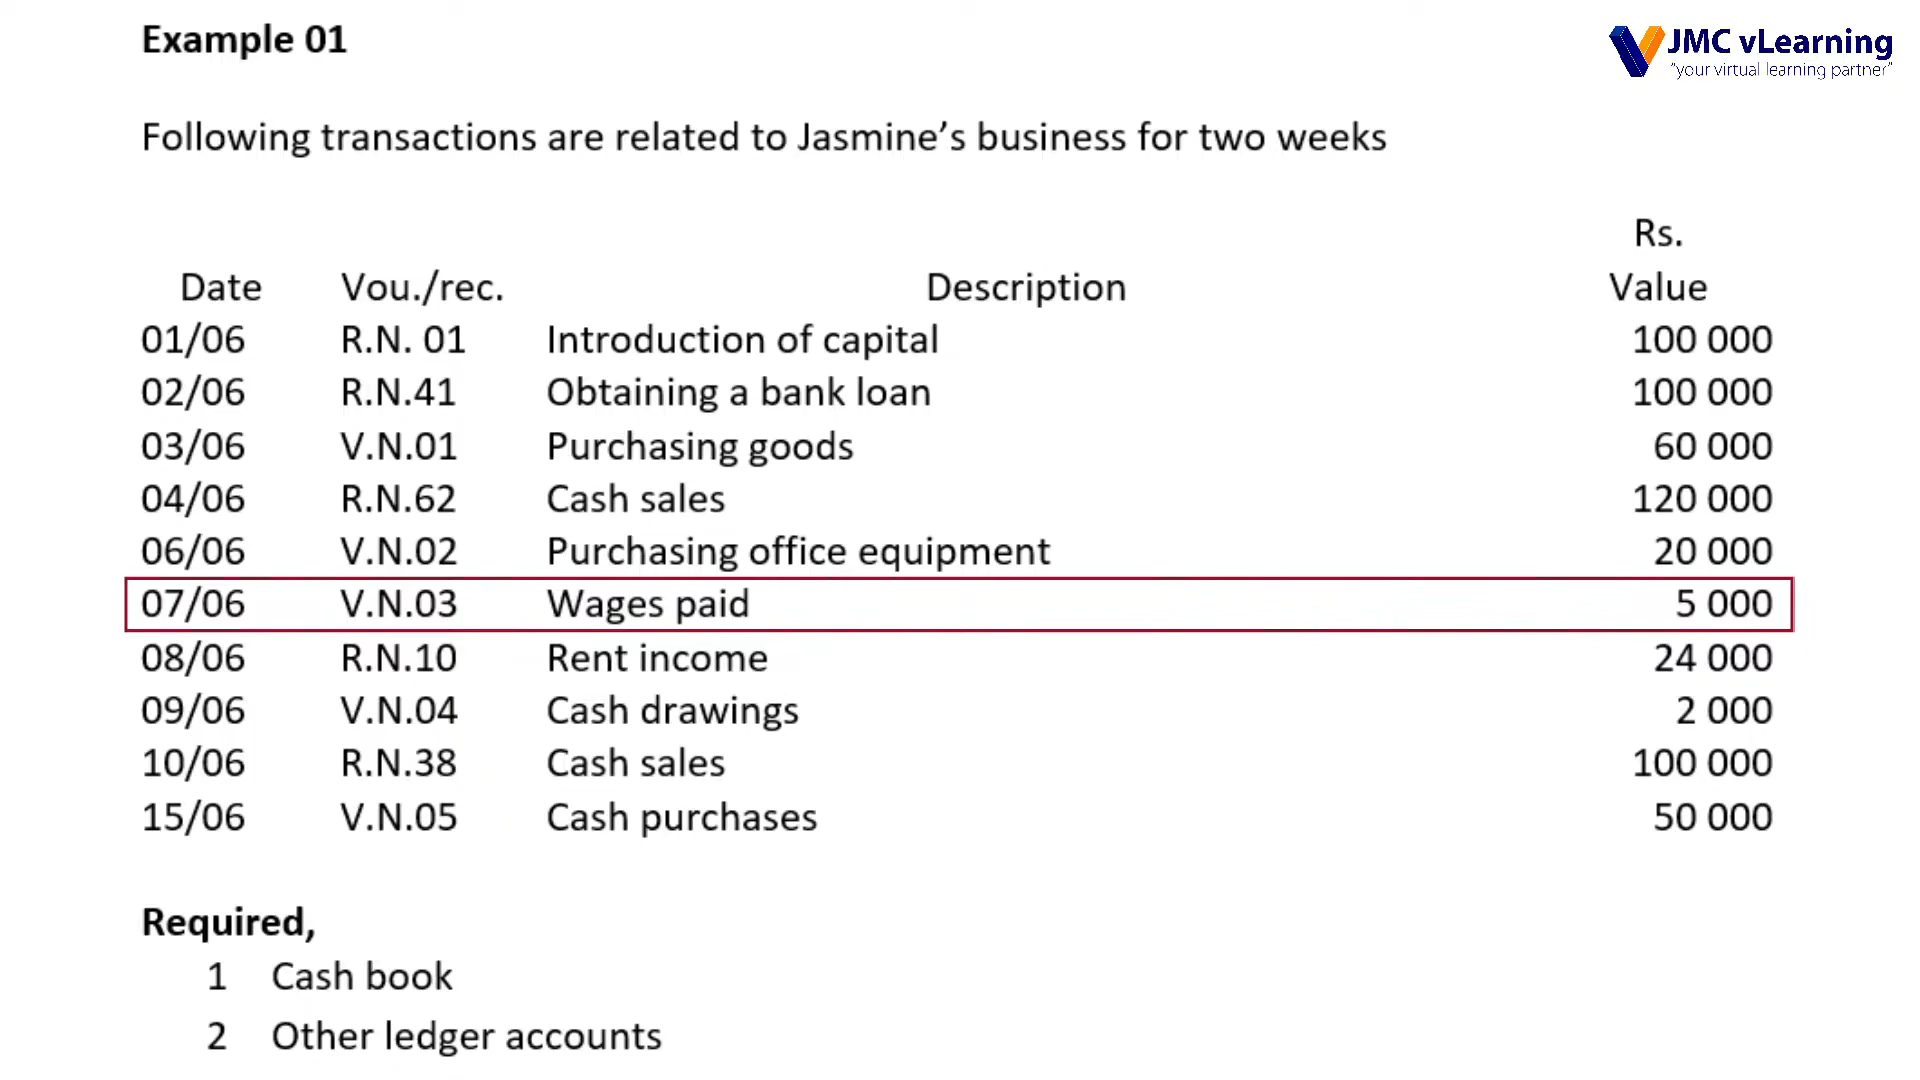 Example 01
JMC vLearning
"your virtual learning partner"
Following transactions are related to Jasmine’s business for two weeks
Rs.
Date Vou./rec. Description Value
01/06 R.N. 01 Introduction of capital 100 000
02/06 R.N.41 Obtaining a bank loan 100 000
03/06 V.N.01 Purchasing goods 60 000
04/06 R.N.62 Cash sales 120 000
06/06 V.N.02 Purchasing office equipment 20 000
07/06 V.N.03 Wages paid 5 000
08/06 R.N.10 Rent income 24 000
09/06 V.N.04 Cash drawings 2 000
10/06 R.N.38 Cash sales 100 000
15/06 V.N.05 Cash purchases 50 000
Required,
1 Cash book
2 Other ledger accounts